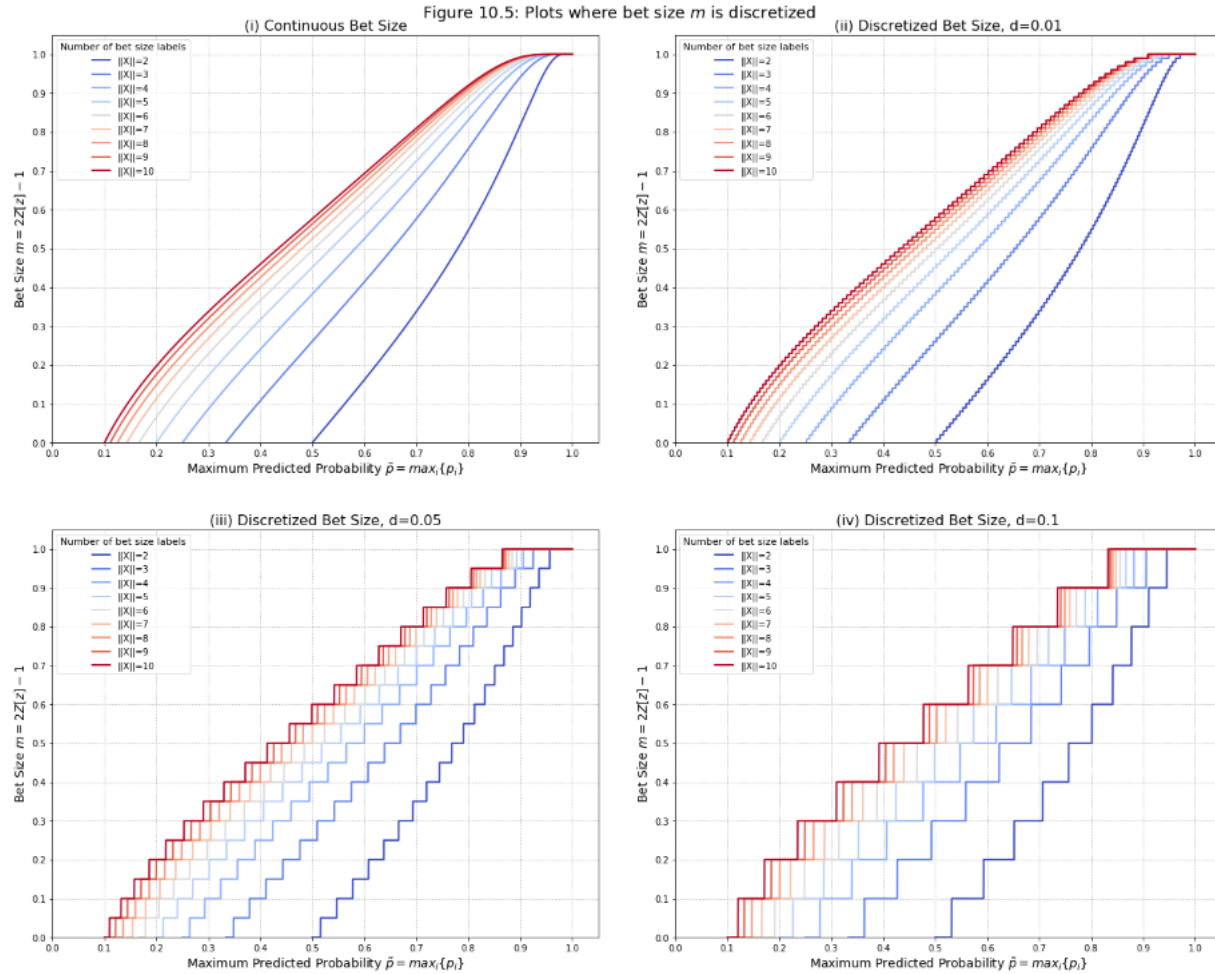 Figure 10.5: Plots where bet size m is discretized
(i) Continuous Bet Size
Number of bet size labels
||X||=2
||X||=3
||X||=4
||X||=5
||X||=6
||X||=7
||X||=8
||X||=9
||X||=10
1.0
0.9
0.8
0.7
0.6
0.5
0.4
0.3
0.2
0.1
0.0
Bet Size m = 2Z[z] − 1
0.0 0.1 0.2 0.3 0.4 0.5 0.6 0.7 0.8 0.9 1.0
Maximum Predicted Probability p̃ = max_i{p_i}
(ii) Discretized Bet Size, d=0.01
Number of bet size labels
||X||=2
||X||=3
||X||=4
||X||=5
||X||=6
||X||=7
||X||=8
||X||=9
||X||=10
1.0
0.9
0.8
0.7
0.6
0.5
0.4
0.3
0.2
0.1
0.0
Bet Size m = 2Z[z] − 1
0.0 0.1 0.2 0.3 0.4 0.5 0.6 0.7 0.8 0.9 1.0
Maximum Predicted Probability p̃ = max_i{p_i}
(iii) Discretized Bet Size, d=0.05
Number of bet size labels
||X||=2
||X||=3
||X||=4
||X||=5
||X||=6
||X||=7
||X||=8
||X||=9
||X||=10
1.0
0.9
0.8
0.7
0.6
0.5
0.4
0.3
0.2
0.1
0.0
Bet Size m = 2Z[z] − 1
0.0 0.1 0.2 0.3 0.4 0.5 0.6 0.7 0.8 0.9 1.0
Maximum Predicted Probability p̃ = max_i{p_i}
(iv) Discretized Bet Size, d=0.1
Number of bet size labels
||X||=2
||X||=3
||X||=4
||X||=5
||X||=6
||X||=7
||X||=8
||X||=9
||X||=10
1.0
0.9
0.8
0.7
0.6
0.5
0.4
0.3
0.2
0.1
0.0
Bet Size m = 2Z[z] − 1
0.0 0.1 0.2 0.3 0.4 0.5 0.6 0.7 0.8 0.9 1.0
Maximum Predicted Probability p̃ = max_i{p_i}